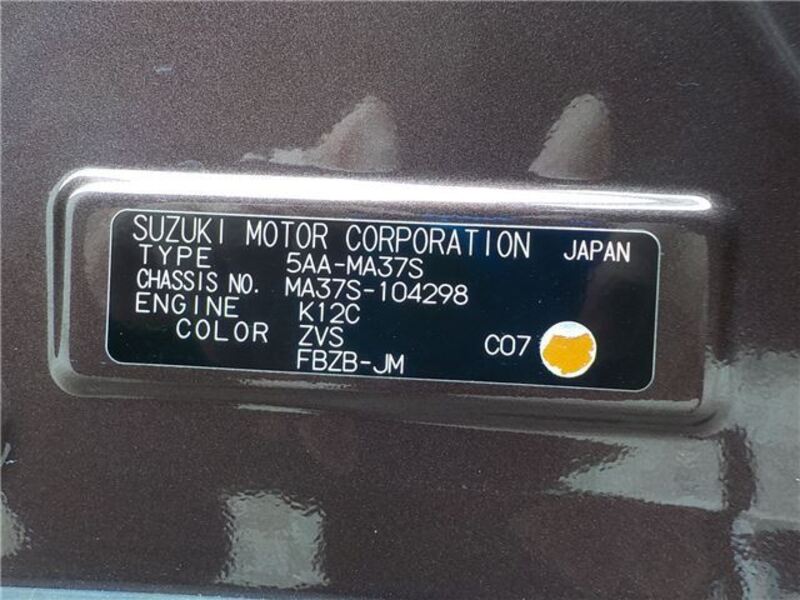 SUZUKI MOTOR CORPORATION JAPAN
TYPE 5AA-MA37S
CHASSIS NO. MA37S-104298
ENGINE K12C
COLOR ZVS
FBZB-JM C07